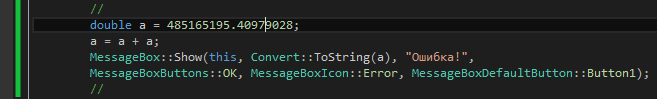 //
double a = 485165195.40979028;
a = a + a;
MessageBox::Show(this, Convert::ToString(a), "Ошибка!",
MessageBoxButtons::OK, MessageBoxIcon::Error, MessageBoxDefaultButton::Button1);
//